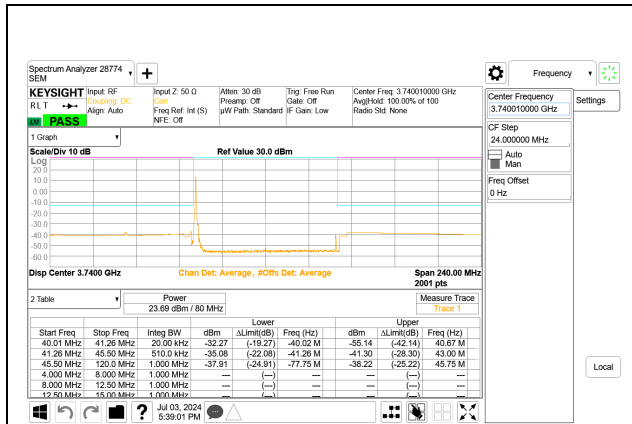 Spectrum Analyzer 28774
SEM
KEYSIGHT Input: RF Input Z: 50 Ω Atten: 30 dB Trig: Free Run Center Freq: 3.740010000 GHz
RLT Coupling: DC Corr Preamp: Off Gate: Off Avg|Hold: 100.00% of 100
Align: Auto Freq Ref: Int (S) µW Path: Standard IF Gain: Low Radio Std: None
NFE: Off
PASS
1 Graph
Scale/Div 10 dB Ref Value 30.0 dBm
Log
20.0
10.0
0.00
-10.0
-20.0
-30.0
-40.0
-50.0
-60.0
Disp Center 3.7400 GHz Chan Det: Average, #Offs Det: Average Span 240.00 MHz
2001 pts
2 Table Power Measure Trace
23.69 dBm / 80 MHz Trace 1
Lower Upper
Start Freq Stop Freq Integ BW dBm ΔLimit(dB) Freq (Hz) dBm ΔLimit(dB) Freq (Hz)
40.01 MHz 41.26 MHz 20.00 kHz -32.27 (-19.27) -40.02 M -55.14 (-42.14) 40.67 M
41.26 MHz 45.50 MHz 510.0 kHz -35.08 (-22.08) -41.26 M -41.30 (-28.30) 43.00 M
45.50 MHz 120.0 MHz 1.000 MHz -37.91 (-24.91) -77.75 M -38.22 (-25.22) 45.75 M
4.000 MHz 8.000 MHz 1.000 MHz --- (---) --- (---)
8.000 MHz 12.50 MHz 1.000 MHz --- (---) --- (---)
12.50 MHz 15.00 MHz 1.000 MHz --- (---) --- (---)
Jul 03, 2024
5:39:01 PM
Frequency
Center Frequency
3.740010000 GHz
Settings
CF Step
24.000000 MHz
Auto
Man
Freq Offset
0 Hz
Local